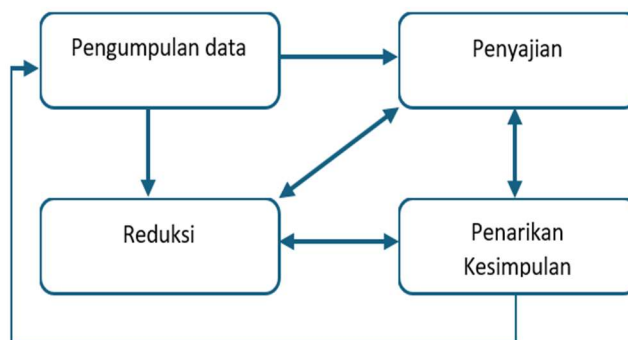 Pengumpulan data
Penyajian
Reduksi
Penarikan
Kesimpulan